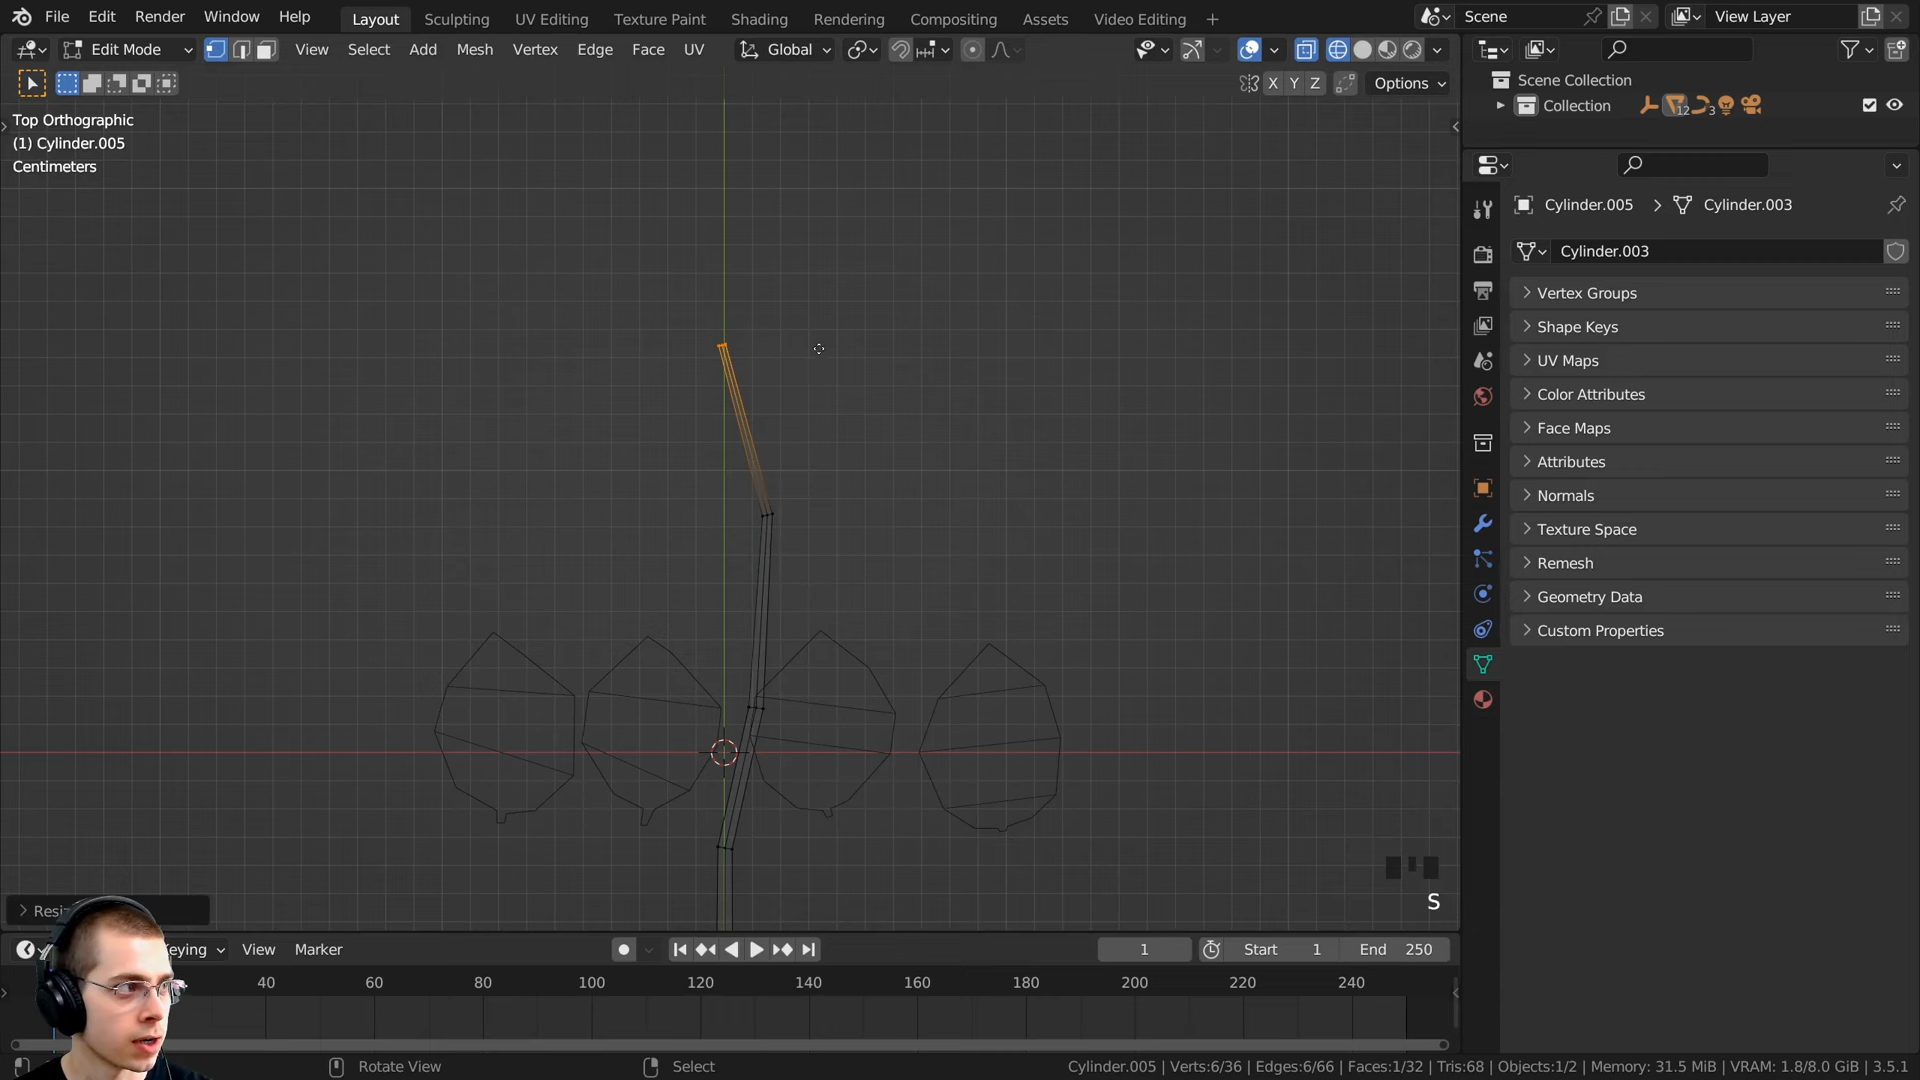 File Edit Render Window Help Layout Sculpting UV Editing Texture Paint Shading Rendering Compositing Assets Video Editing Scene View Layer
Edit Mode View Select Add Mesh Vertex Edge Face UV Global
X Y Z Options
Scene Collection
Collection 12 3
Top Orthographic
(1) Cylinder.005
Centimeters
Cylinder.005 > Cylinder.003
Cylinder.003
Vertex Groups
Shape Keys
UV Maps
Color Attributes
Face Maps
Attributes
Normals
Texture Space
Remesh
Geometry Data
Custom Properties
S
View Marker 1 Start 1 End 250
40 60 80 100 120 140 160 180 200 220 240
Rotate View Select Cylinder.005 | Verts:6/36 | Edges:6/66 | Faces:1/32 | Tris:68 | Objects:1/2 | Memory: 31.5 MiB | VRAM: 1.8/8.0 GiB | 3.5.1